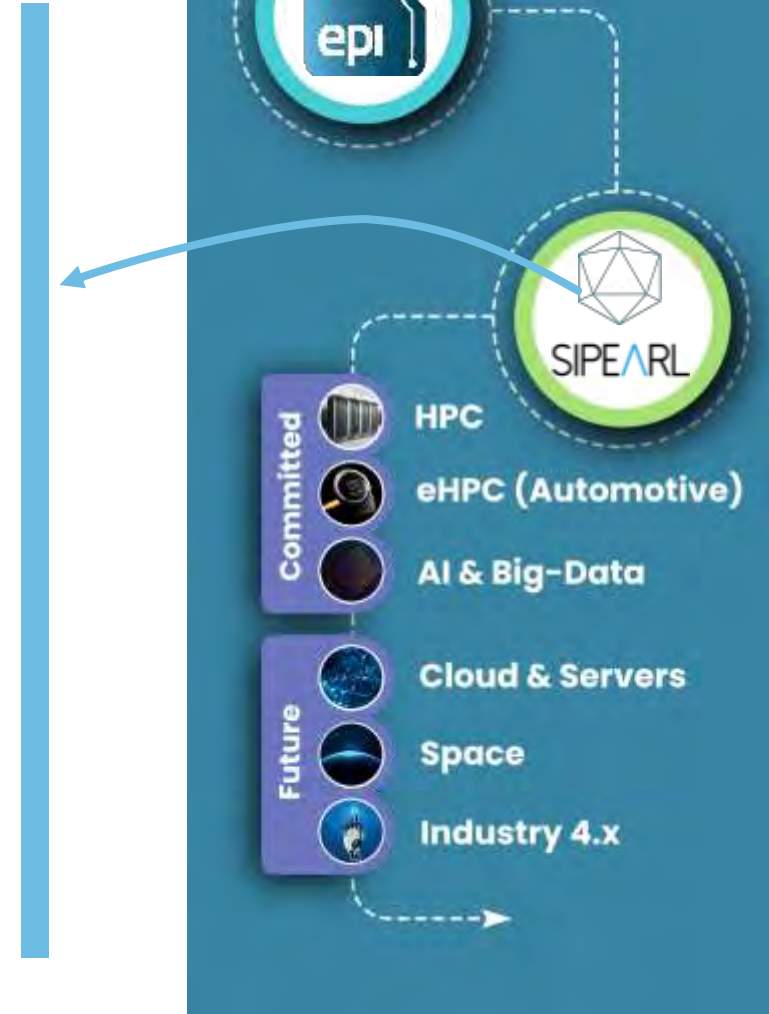 epi
SIPEARL
Committed
HPC
eHPC (Automotive)
AI & Big-Data
Future
Cloud & Servers
Space
Industry 4.x